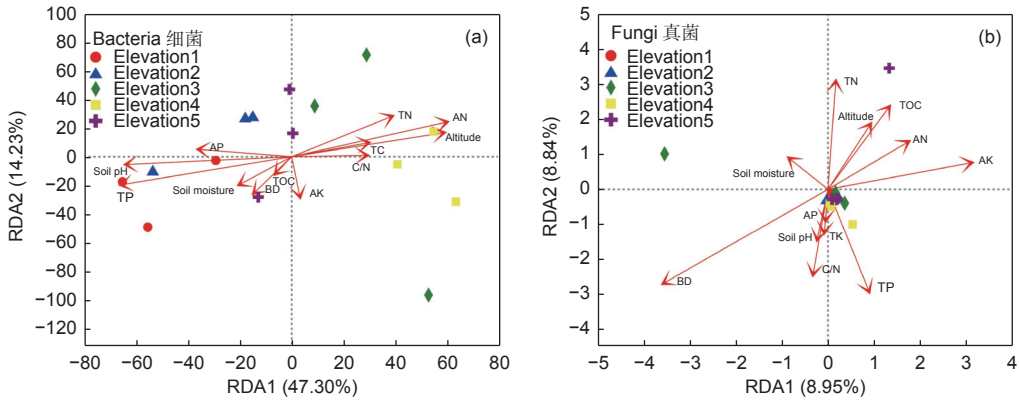 Bacteria 细菌
(a)
Elevation1
Elevation2
Elevation3
Elevation4
Elevation5
100
80
60
40
20
0
−20
−40
−60
−80
−100
−120
RDA2 (14.23%)
TN
AN
Altitude
TC
C/N
AP
Soil pH
TP
Soil moisture
TOC
BD
AK
−80
−60
−40
−20
0
20
40
60
80
RDA1 (47.30%)
Fungi 真菌
(b)
Elevation1
Elevation2
Elevation3
Elevation4
Elevation5
5
4
3
2
1
0
−1
−2
−3
−4
RDA2 (8.84%)
TN
TOC
Altitude
AN
AK
Soil moisture
AP
Soil pH
TK
C/N
BD
TP
−5
−4
−3
−2
−1
0
1
2
3
4
RDA1 (8.95%)